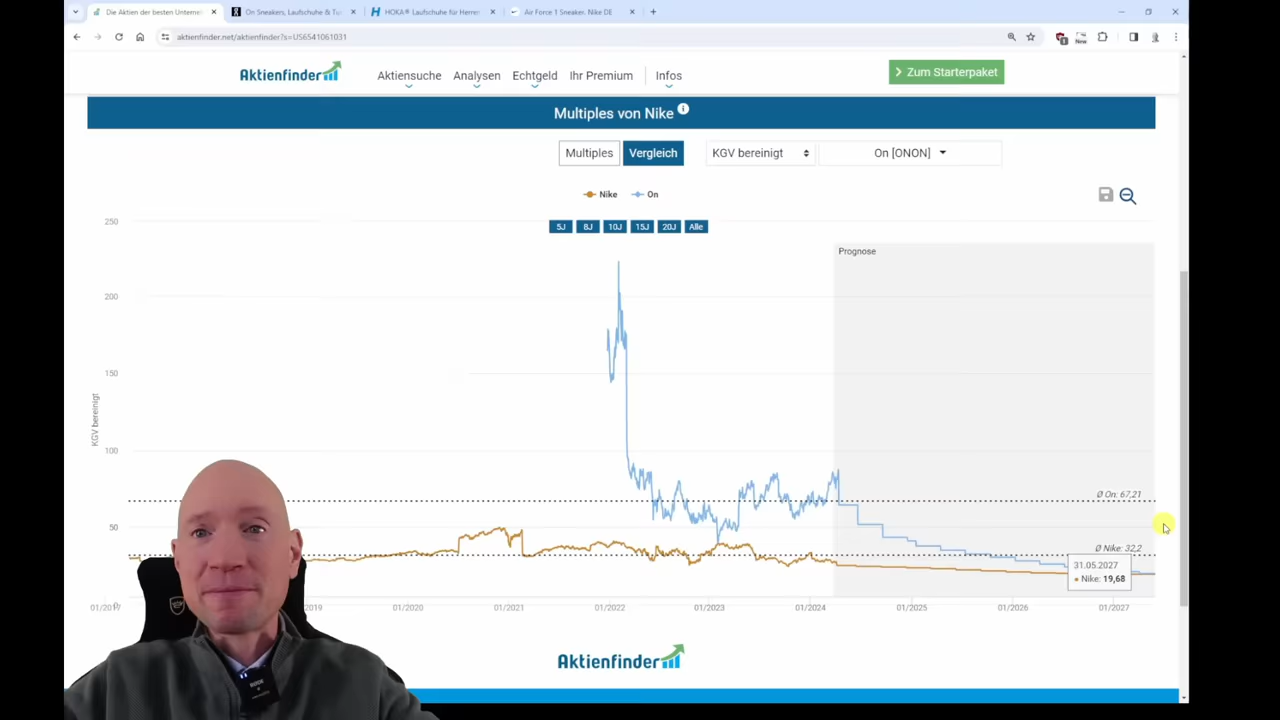 Die Aktien der besten Unterne
On Sneakers, Laufschuhe & Tu
HOKA® Laufschuhe für Herre
Air Force 1 Sneaker. Nike DE
aktienfinder.net/aktienfinder?s=US6541061031
New
Aktienfinder
Aktiensuche
Analysen
Echtgeld
Ihr Premium
Infos
Zum Starterpaket
Multiples von Nike
Multiples
Vergleich
KGV bereinigt
On [ONON]
Nike
On
5J
8J
10J
15J
20J
Alle
250
200
150
100
50
KGV bereinigt
Prognose
Ø On: 67,21
Ø Nike: 32,2
31.05.2027
Nike: 19,68
2019
01/2020
01/2021
01/2022
01/2023
01/2024
01/2025
01/2026
01/2027
Aktienfinder